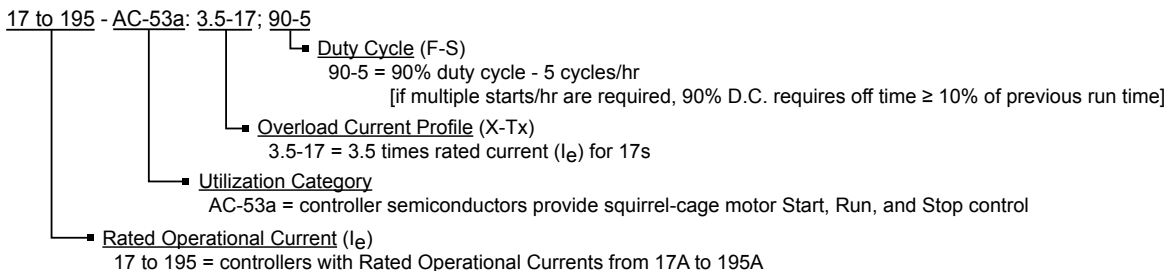 17 to 195 - AC-53a: 3.5-17; 90-5
Duty Cycle (F-S)
90-5 = 90% duty cycle - 5 cycles/hr
[if multiple starts/hr are required, 90% D.C. requires off time ≥ 10% of previous run time]
Overload Current Profile (X-Tx)
3.5-17 = 3.5 times rated current (Ie) for 17s
Utilization Category
AC-53a = controller semiconductors provide squirrel-cage motor Start, Run, and Stop control
Rated Operational Current (Ie)
17 to 195 = controllers with Rated Operational Currents from 17A to 195A